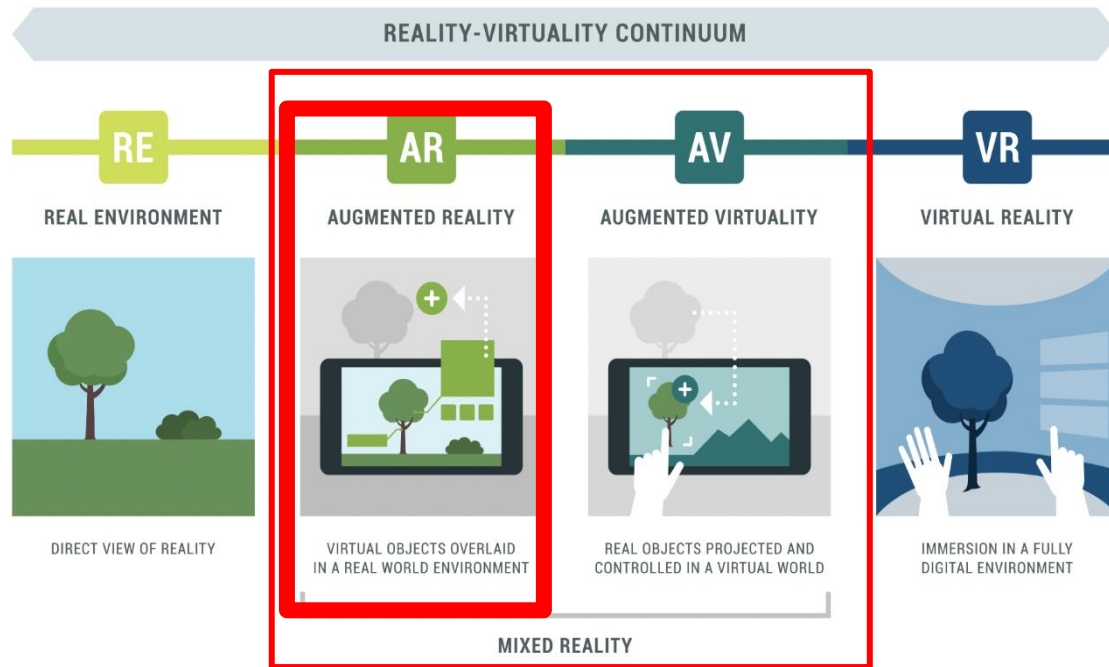 REALITY-VIRTUALITY CONTINUUM
RE
AR
AV
VR
REAL ENVIRONMENT
AUGMENTED REALITY
AUGMENTED VIRTUALITY
VIRTUAL REALITY
DIRECT VIEW OF REALITY
VIRTUAL OBJECTS OVERLAID
IN A REAL WORLD ENVIRONMENT
REAL OBJECTS PROJECTED AND
CONTROLLED IN A VIRTUAL WORLD
IMMERSION IN A FULLY
DIGITAL ENVIRONMENT
MIXED REALITY